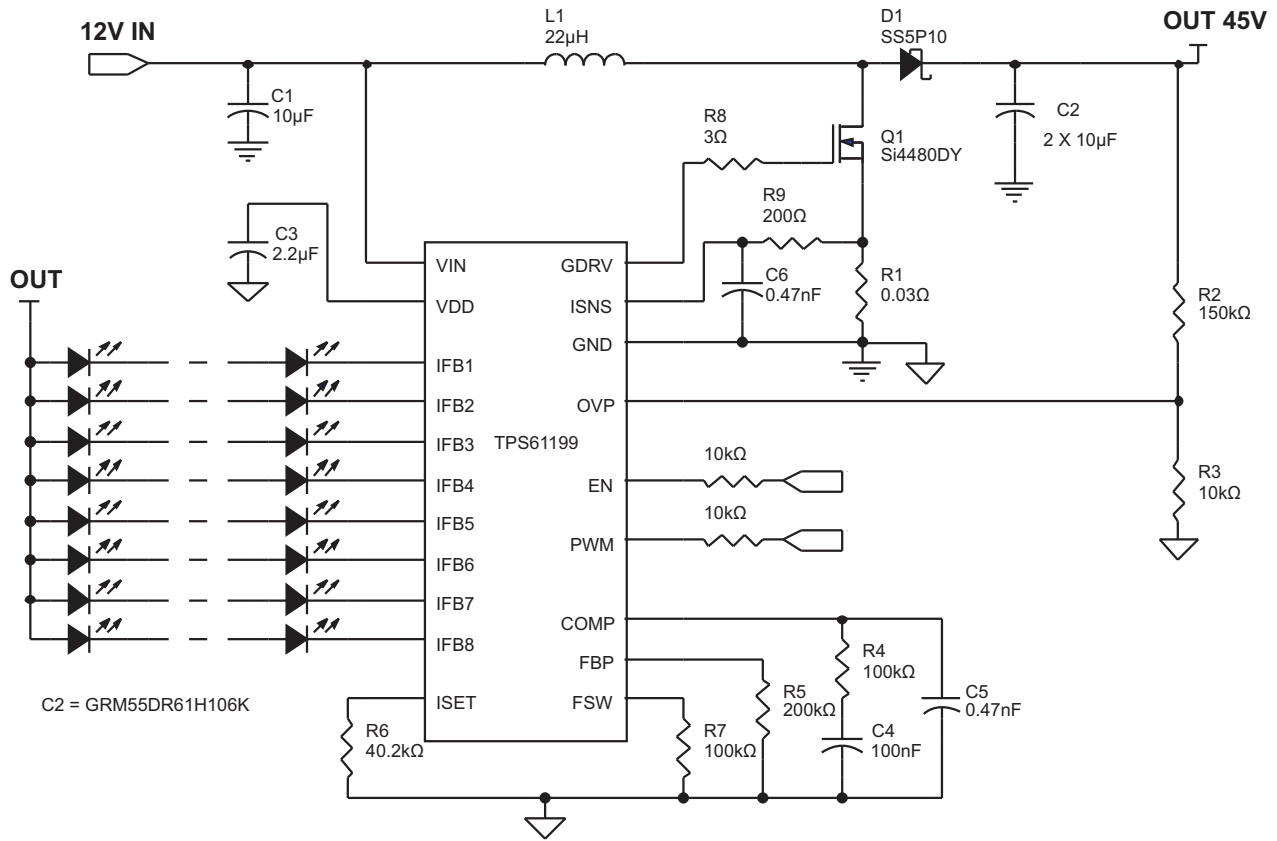 12V IN
L1
22µH
D1
SS5P10
OUT 45V
C1
10µF
R8
3Ω
Q1
Si4480DY
C2
2 X 10µF
R9
200Ω
C3
2.2µF
OUT
VIN
VDD
IFB1
IFB2
IFB3
IFB4
IFB5
IFB6
IFB7
IFB8
ISET
TPS61199
GDRV
ISNS
GND
OVP
EN
PWM
COMP
FBP
FSW
C6
0.47nF
R1
0.03Ω
R2
150kΩ
R3
10kΩ
10kΩ
10kΩ
R4
100kΩ
C5
0.47nF
R5
200kΩ
C4
100nF
R7
100kΩ
R6
40.2kΩ
C2 = GRM55DR61H106K